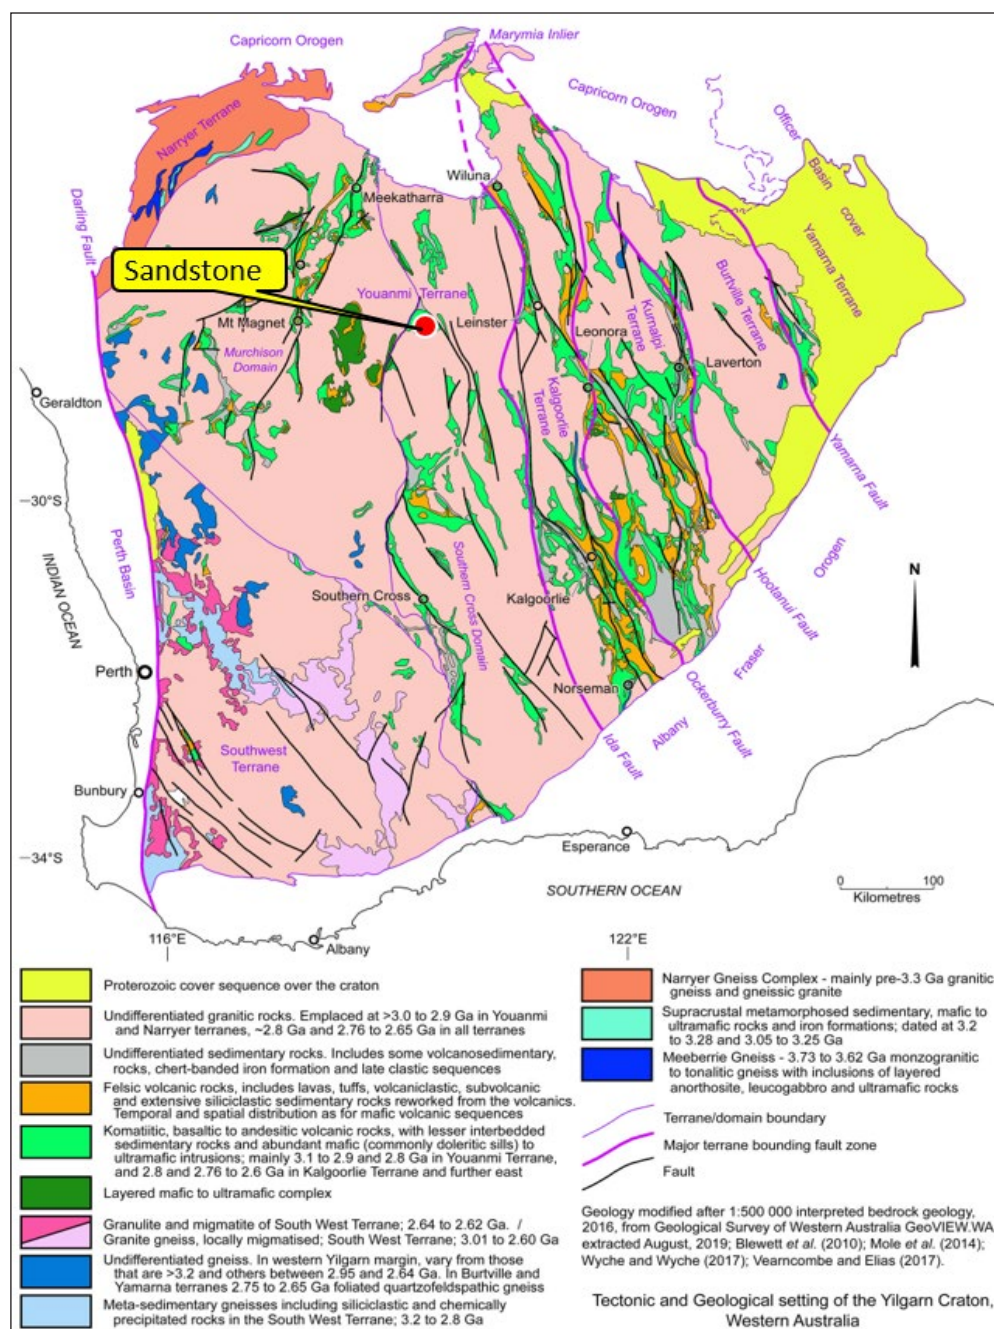 Capricorn Orogen
Marymia Inlier
Capricorn Orogen
Officer
Basin
cover
Narryer Terrane
Yamarna Terrane
Darling Fault
Meekatharra
Wiluna
Sandstone
Youanmi Terrane
Burtville Terrane
Mt Magnet
Leinster
Leonora
Kurnalpi
Terrane
Laverton
Murchison
Domain
Kalgoorlie
Terrane
Geraldton
Yamarna Fault
30°S
Perth Basin
INDIAN OCEAN
Southern Cross
Southern Cross Domain
Kalgoorlie
Hootanui Fault
Orogen
N
Perth
Norseman
Fraser
Ockerburry Fault
Albany
Ida Fault
Southwest
Terrane
Bunbury
Esperance
34°S
SOUTHERN OCEAN
0 100
Kilometres
116°E
Albany
122°E
Proterozoic cover sequence over the craton
Undifferentiated granitic rocks. Emplaced at >3.0 to 2.9 Ga in Youanmi
and Narryer terranes, ~2.8 Ga and 2.76 to 2.65 Ga in all terranes
Undifferentiated sedimentary rocks. Includes some volcanosedimentary,
rocks, chert-banded iron formation and late clastic sequences
Felsic volcanic rocks, includes lavas, tuffs, volcaniclastic, subvolcanic
and extensive siliciclastic sedimentary rocks reworked from the volcanics.
Temporal and spatial distribution as for mafic volcanic sequences
Komatiitic, basaltic to andesitic volcanic rocks, with lesser interbedded
sedimentary rocks and abundant mafic (commonly doleritic sills) to
ultramafic intrusions; mainly 3.1 to 2.9 and 2.8 Ga in Youanmi Terrane,
and 2.8 and 2.76 to 2.6 Ga in Kalgoorlie Terrane and further east
Layered mafic to ultramafic complex
Granulite and migmatite of South West Terrane; 2.64 to 2.62 Ga. /
Granite gneiss, locally migmatised; South West Terrane; 3.01 to 2.60 Ga
Undifferentiated gneiss. In western Yilgarn margin, vary from those
that are >3.2 and others between 2.95 and 2.64 Ga. In Burtville and
Yamarna terranes 2.75 to 2.65 Ga foliated quartzofeldspathic gneiss
Meta-sedimentary gneisses including siliciclastic and chemically
precipitated rocks in the South West Terrane; 3.2 to 2.8 Ga
Narryer Gneiss Complex - mainly pre-3.3 Ga granitic
gneiss and gneissic granite
Supracrustal metamorphosed sedimentary, mafic to
ultramafic rocks and iron formations; dated at 3.2
to 3.28 and 3.05 to 3.25 Ga
Meeberrie Gneiss - 3.73 to 3.62 Ga monzogranitic
to tonalitic gneiss with inclusions of layered
anorthosite, leucogabbro and ultramafic rocks
Terrane/domain boundary
Major terrane bounding fault zone
Fault
Geology modified after 1:500 000 interpreted bedrock geology,
2016, from Geological Survey of Western Australia GeoVIEW.WA
extracted August, 2019; Blewett et al. (2010); Mole et al. (2014);
Wyche and Wyche (2017); Vearncombe and Elias (2017).
Tectonic and Geological setting of the Yilgarn Craton,
Western Australia